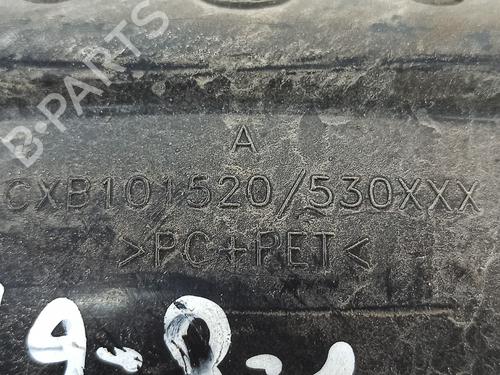 B-PARTS
A
CXB101520/530XXX
>PC+PET<